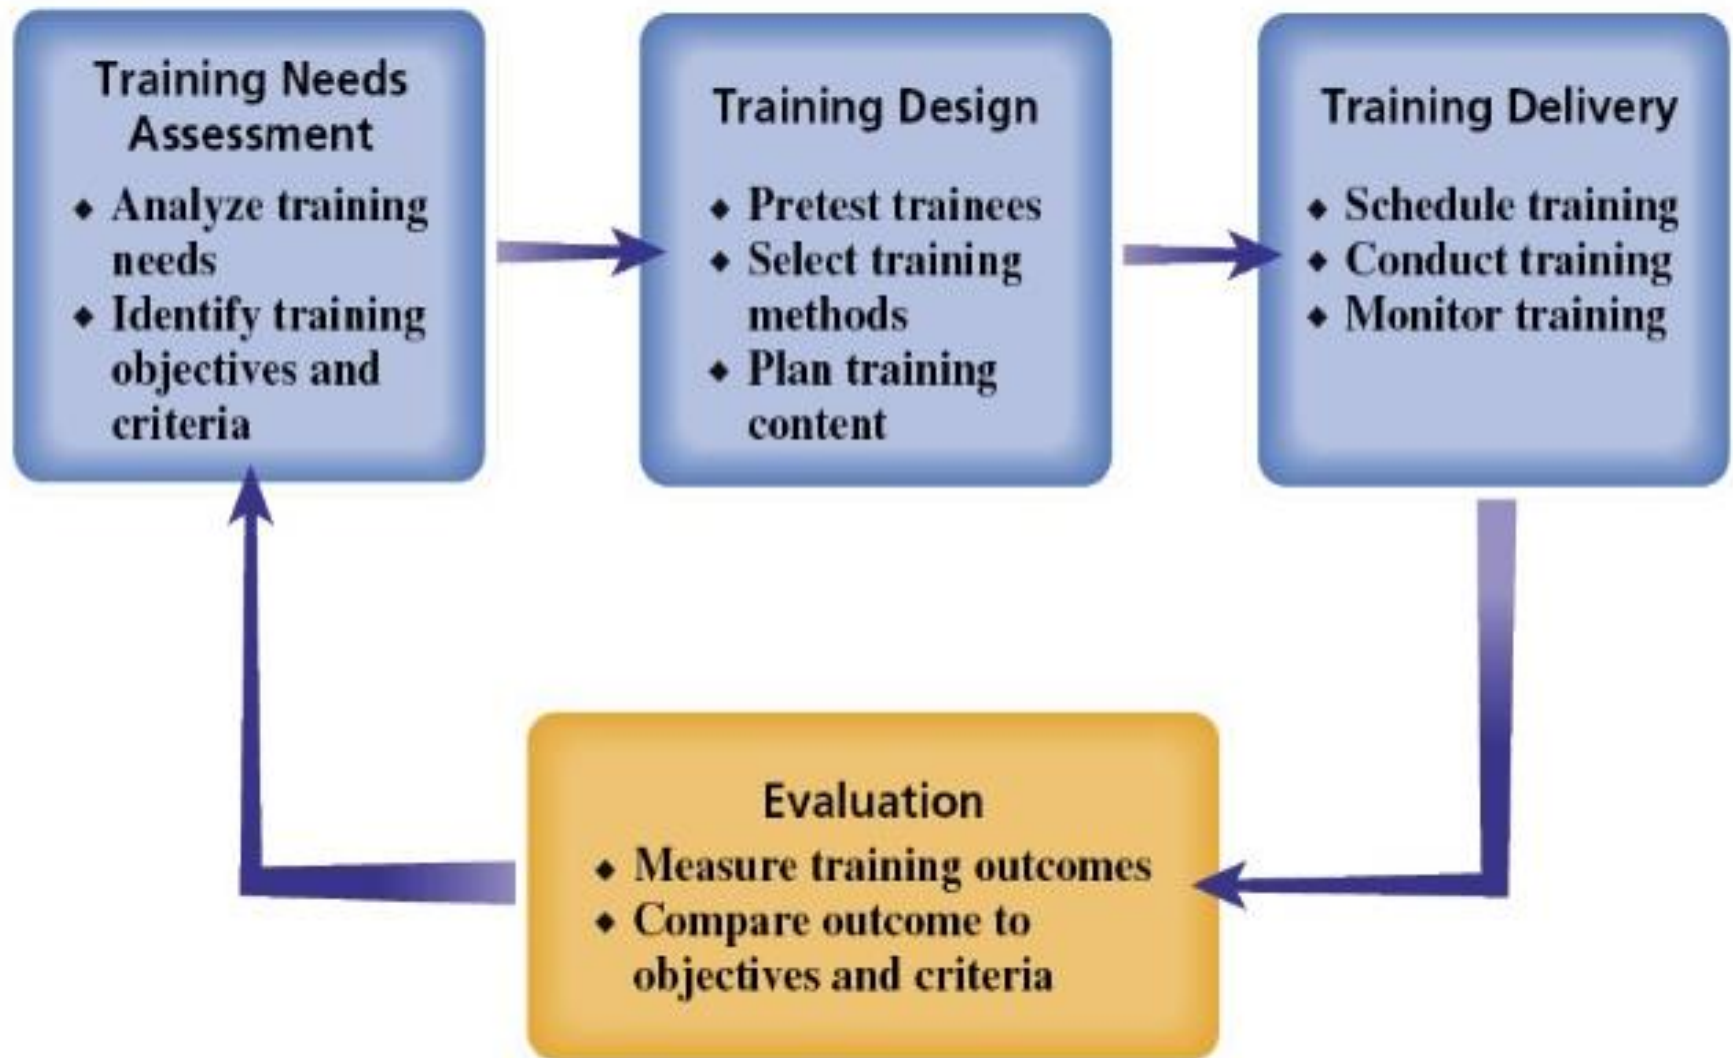 Training Needs
Assessment
◆ Analyze training
needs
◆ Identify training
objectives and
criteria
Training Design
◆ Pretest trainees
◆ Select training
methods
◆ Plan training
content
Training Delivery
◆ Schedule training
◆ Conduct training
◆ Monitor training
Evaluation
◆ Measure training outcomes
◆ Compare outcome to
objectives and criteria